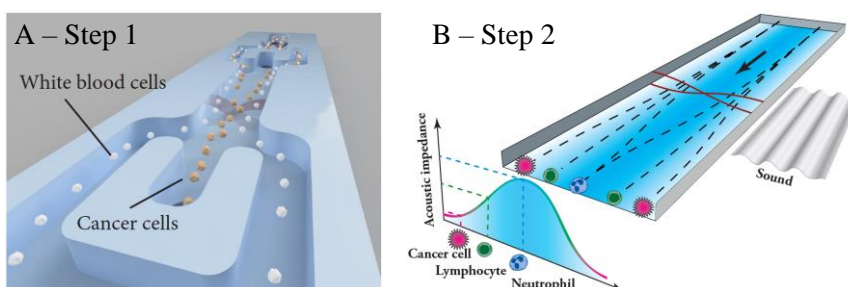 A – Step 1
White blood cells
Cancer cells
B – Step 2
Sound
Acoustic impedance
Cancer cell
Lymphocyte
Neutrophil